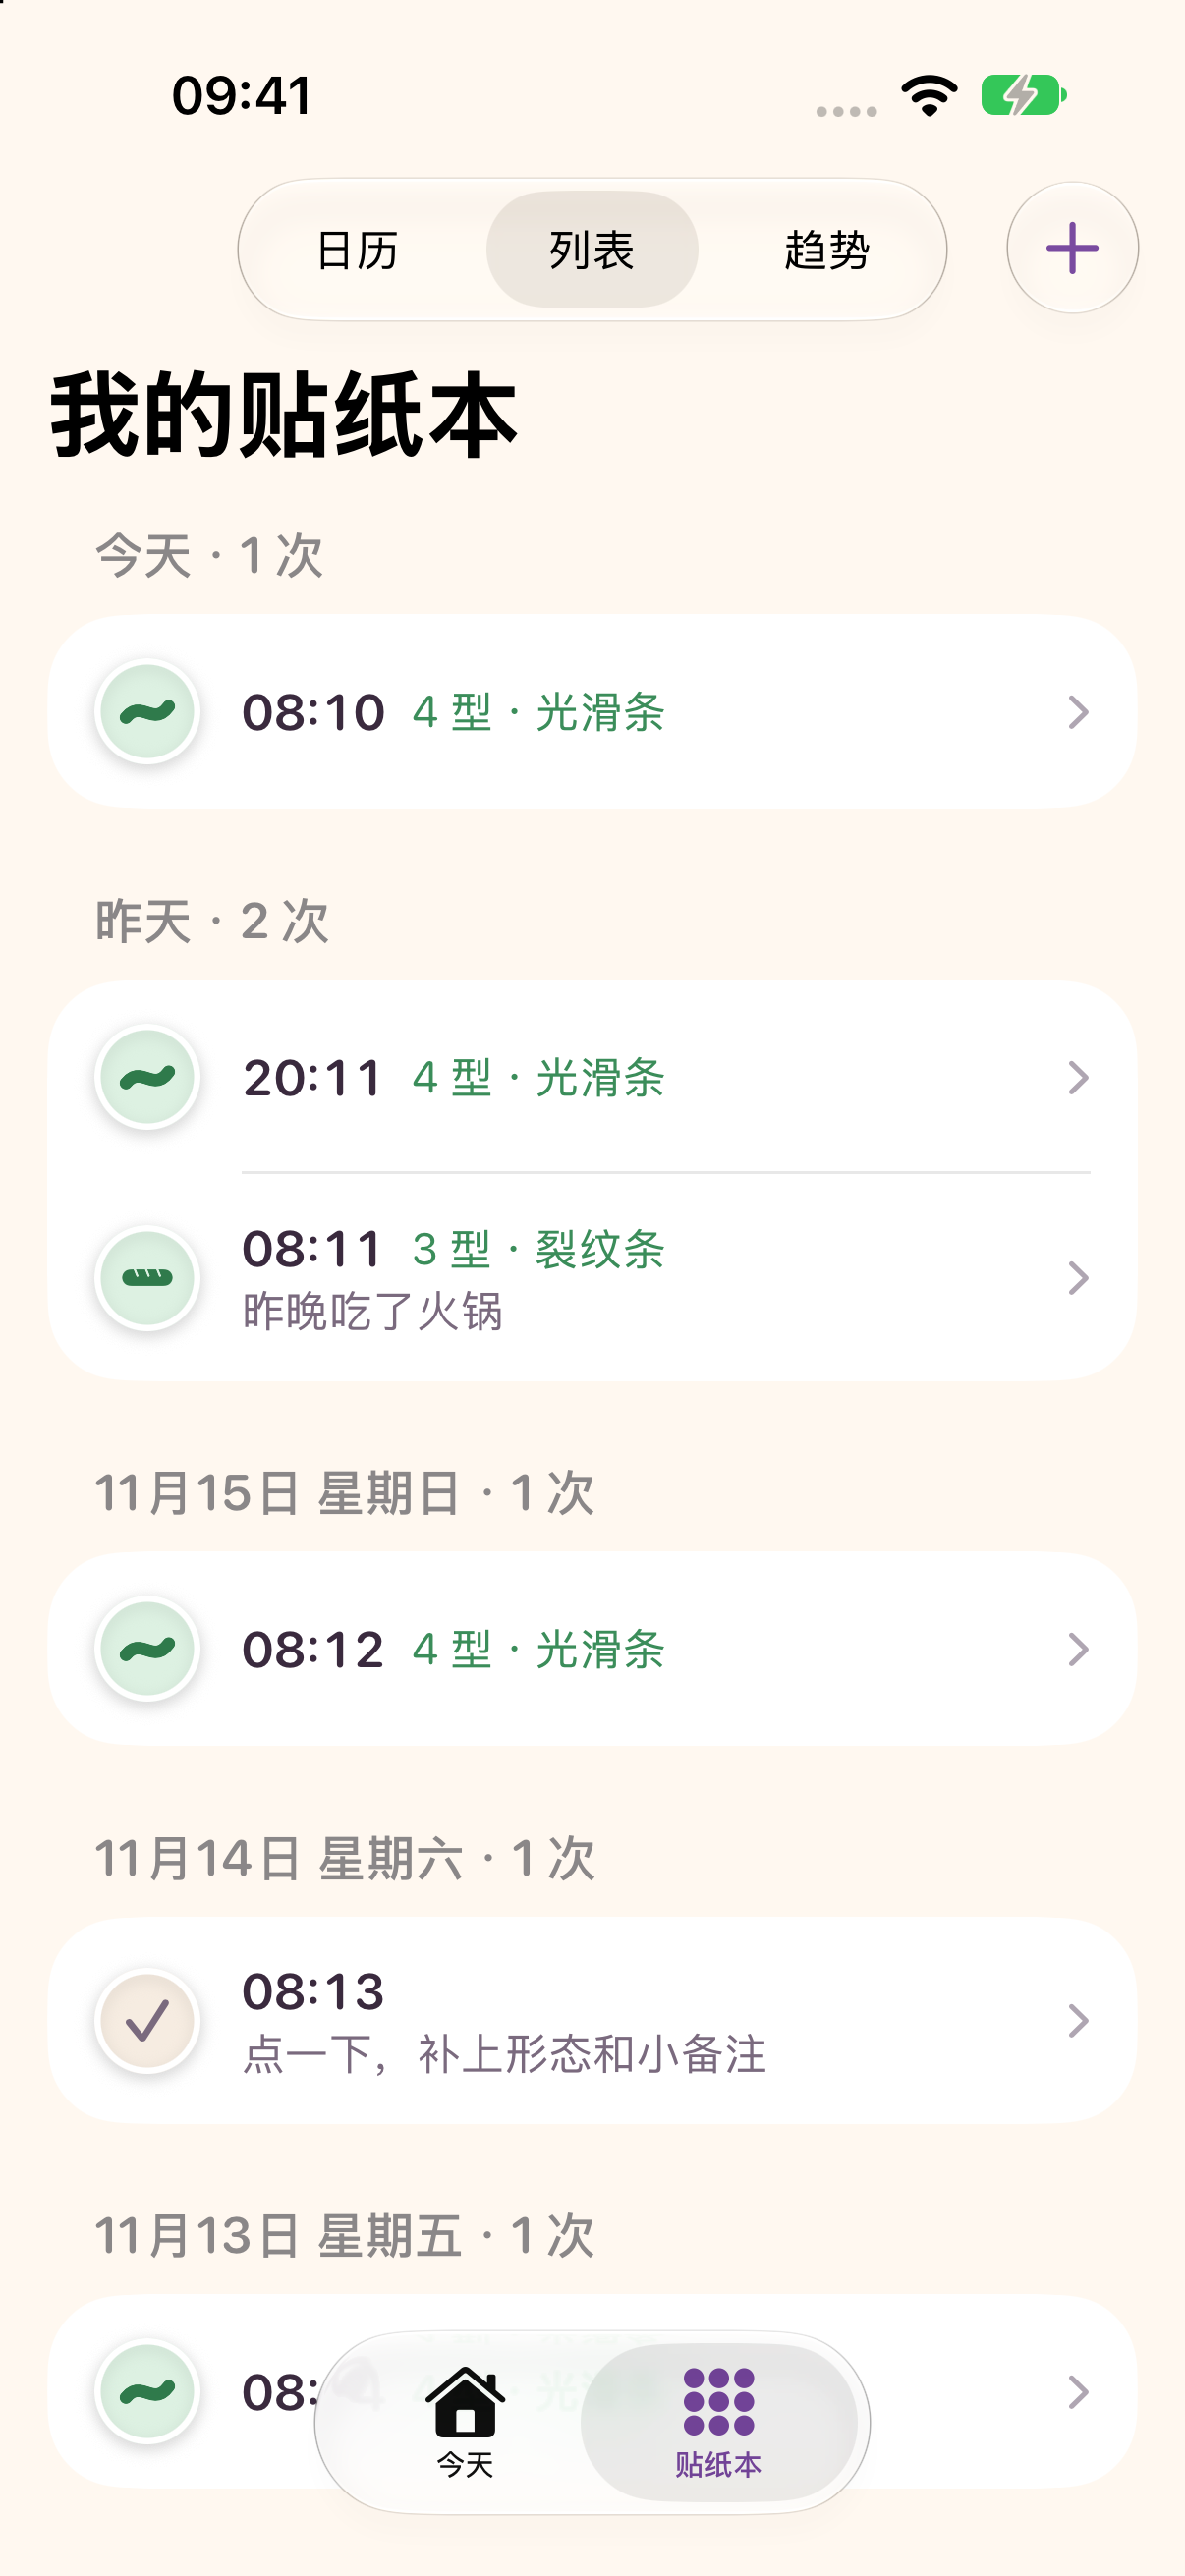 09:41
日历 列表 趋势
我的贴纸本
今天 · 1 次
08:10 4 型 · 光滑条
昨天 · 2 次
20:11 4 型 · 光滑条
08:11 3 型 · 裂纹条
昨晚吃了火锅
11月15日 星期日 · 1 次
08:12 4 型 · 光滑条
11月14日 星期六 · 1 次
08:13
点一下，补上形态和小备注
11月13日 星期五 · 1 次
08:
今天 贴纸本